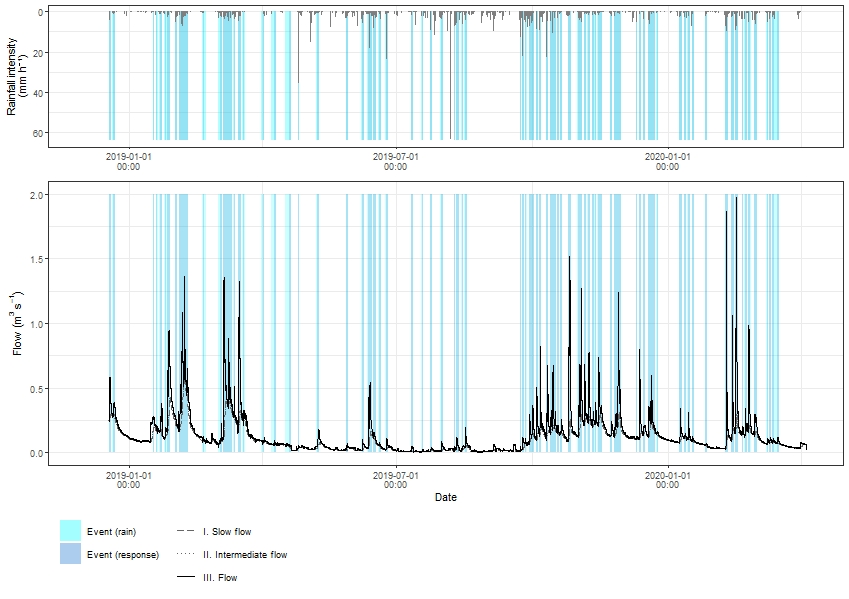 0
20
40
60
Rainfall intensity
(mm h⁻¹)
2019-01-01
00:00
2019-07-01
00:00
2020-01-01
00:00
2.0
1.5
1.0
0.5
0.0
Flow (m³ s⁻¹)
2019-01-01
00:00
2019-07-01
00:00
2020-01-01
00:00
Date
Event (rain)
Event (response)
I. Slow flow
II. Intermediate flow
III. Flow